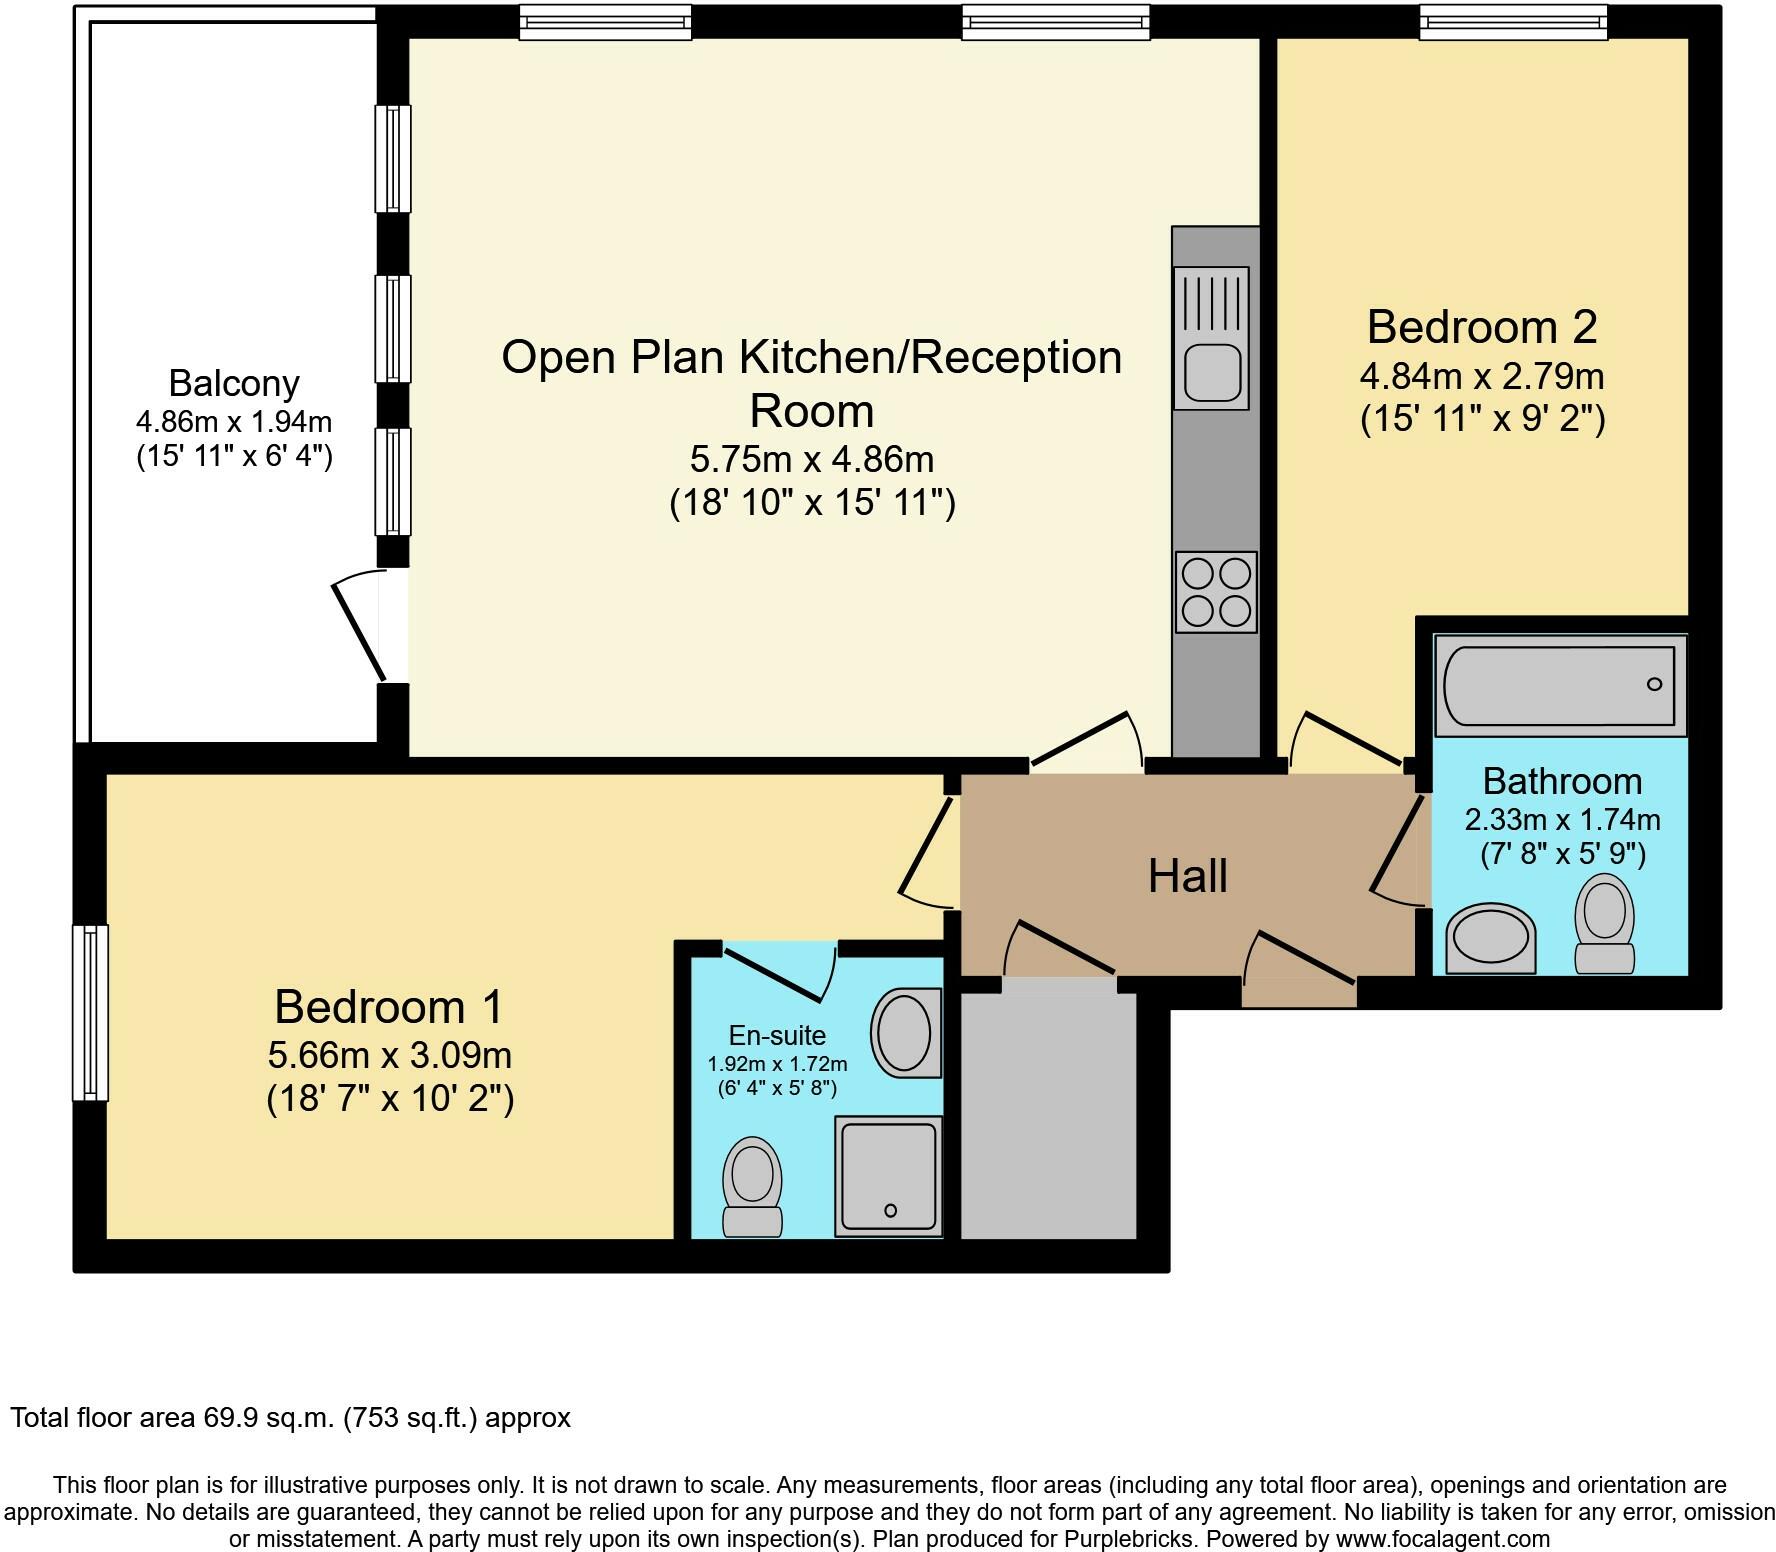 Balcony
4.86m x 1.94m
(15' 11" x 6' 4")
Open Plan Kitchen/Reception
Room
5.75m x 4.86m
(18' 10" x 15' 11")
Bedroom 2
4.84m x 2.79m
(15' 11" x 9' 2")
Bathroom
2.33m x 1.74m
(7' 8" x 5' 9")
Hall
Bedroom 1
5.66m x 3.09m
(18' 7" x 10' 2")
En-suite
1.92m x 1.72m
(6' 4" x 5' 8")
Total floor area 69.9 sq.m. (753 sq.ft.) approx
This floor plan is for illustrative purposes only. It is not drawn to scale. Any measurements, floor areas (including any total floor area), openings and orientation are
approximate. No details are guaranteed, they cannot be relied upon for any purpose and they do not form part of any agreement. No liability is taken for any error, omission
or misstatement. A party must rely upon its own inspection(s). Plan produced for Purplebricks. Powered by www.focalagent.com